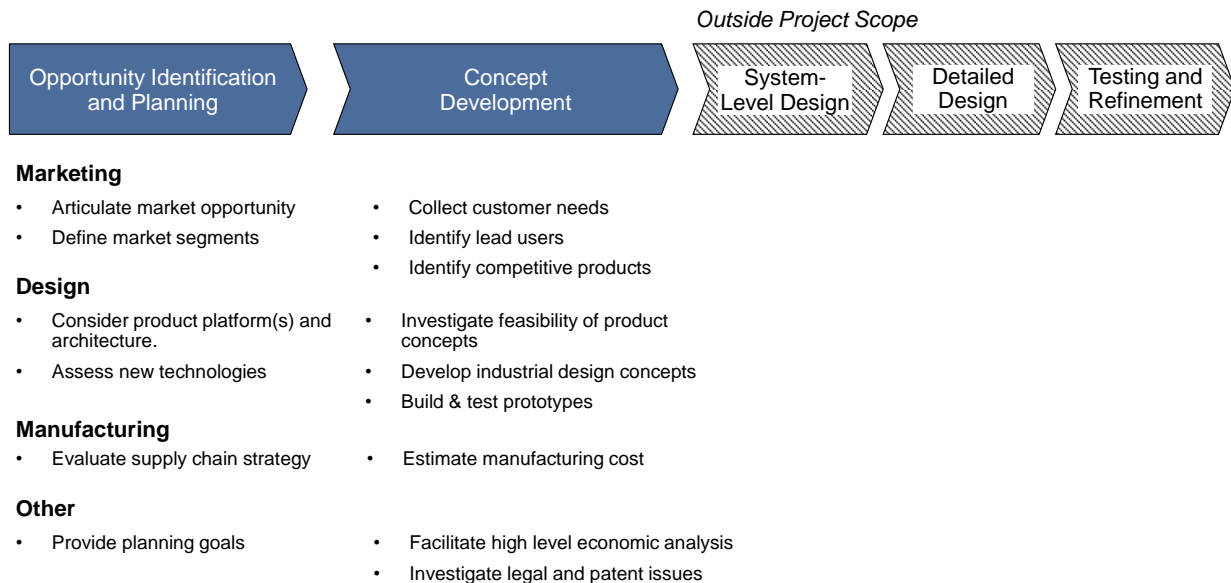 Outside Project Scope
Opportunity Identification
and Planning
Concept
Development
System-
Level Design
Detailed
Design
Testing and
Refinement
Marketing
• Articulate market opportunity
• Define market segments
• Collect customer needs
• Identify lead users
• Identify competitive products
Design
• Consider product platform(s) and
architecture.
• Assess new technologies
• Investigate feasibility of product
concepts
• Develop industrial design concepts
• Build & test prototypes
Manufacturing
• Evaluate supply chain strategy
• Estimate manufacturing cost
Other
• Provide planning goals
• Facilitate high level economic analysis
• Investigate legal and patent issues